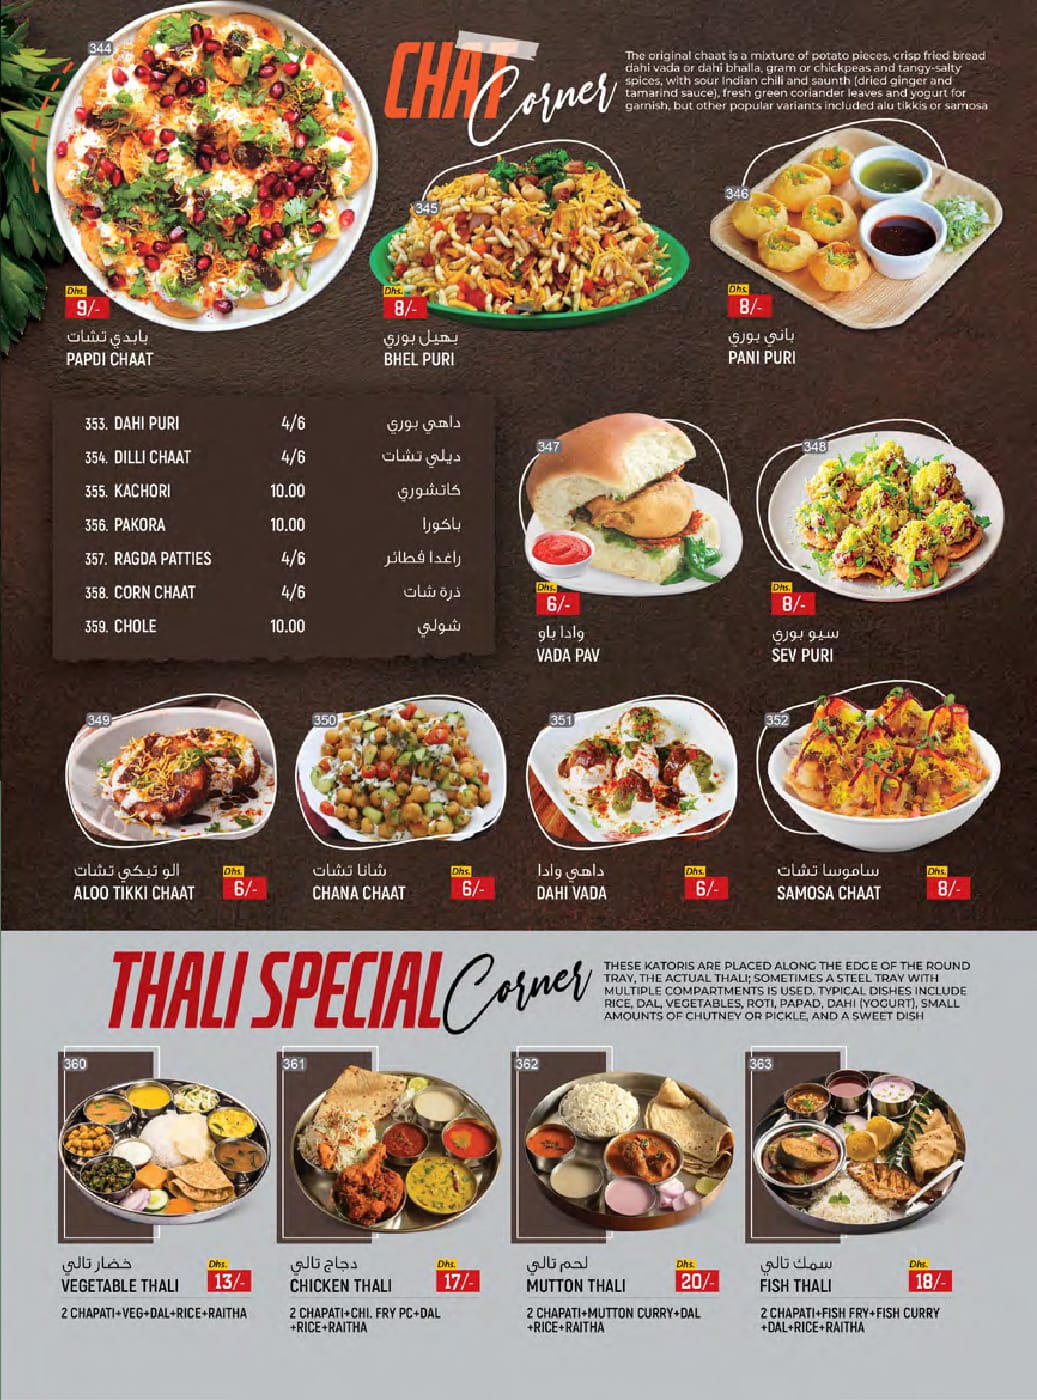 CHAT Corner
The original chaat is a mixture of potato pieces, crisp fried bread
dahi vada or dahi bhalla, gram or chickpeas and tangy-salty
spices, with sour Indian chili and saunth (dried ginger and
tamarind sauce), fresh green coriander leaves and yogurt for
garnish, but other popular variants included alu tikkis or samosa
344
Dhs.
9/-
بابدي تشات
PAPDI CHAAT
345
Dhs.
8/-
بهيل بوري
BHEL PURI
346
Dhs.
8/-
باني بوري
PANI PURI
353. DAHI PURI 4/6 داهي بوري
354. DILLI CHAAT 4/6 ديلي تشات
355. KACHORI 10.00 كاتشوري
356. PAKORA 10.00 باكورا
357. RAGDA PATTIES 4/6 راغدا فطائر
358. CORN CHAAT 4/6 ذرة شات
359. CHOLE 10.00 شولي
347
Dhs.
6/-
وادا باو
VADA PAV
348
Dhs.
8/-
سيو بوري
SEV PURI
349
الو تيكي تشات
ALOO TIKKI CHAAT
Dhs.
6/-
350
شانا تشات
CHANA CHAAT
Dhs.
6/-
351
داهي وادا
DAHI VADA
Dhs.
6/-
352
ساموسا تشات
SAMOSA CHAAT
Dhs.
8/-
THALI SPECIAL Corner
THESE KATORIS ARE PLACED ALONG THE EDGE OF THE ROUND
TRAY, THE ACTUAL THALI; SOMETIMES A STEEL TRAY WITH
MULTIPLE COMPARTMENTS IS USED. TYPICAL DISHES INCLUDE
RICE, DAL, VEGETABLES, ROTI, PAPAD, DAHI (YOGURT), SMALL
AMOUNTS OF CHUTNEY OR PICKLE, AND A SWEET DISH
360
خضار تالي
VEGETABLE THALI
Dhs.
13/-
2 CHAPATI+VEG+DAL+RICE+RAITHA
361
دجاج تالي
CHICKEN THALI
Dhs.
17/-
2 CHAPATI+CHI. FRY PC+DAL
+RICE+RAITHA
362
لحم تالي
MUTTON THALI
Dhs.
20/-
2 CHAPATI+MUTTON CURRY+DAL
+RICE+RAITHA
363
سمك تالي
FISH THALI
Dhs.
18/-
2 CHAPATI+FISH FRY+FISH CURRY
+DAL+RICE+RAITHA